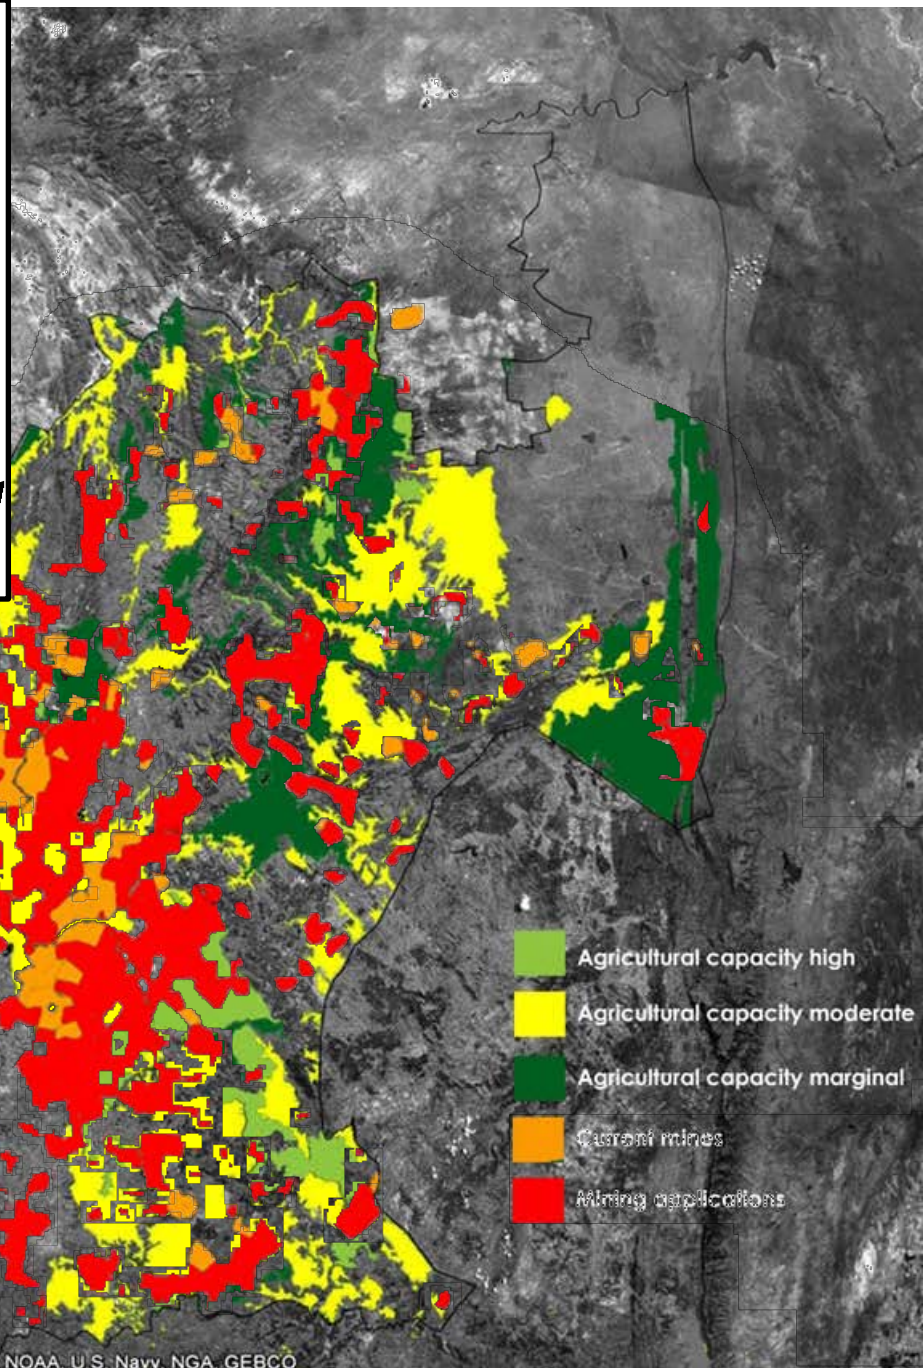 Agricultural capacity high
Agricultural capacity moderate
Agricultural capacity marginal
Current mines
Mining applications
NOAA, U.S. Navy, NGA, GEBCO